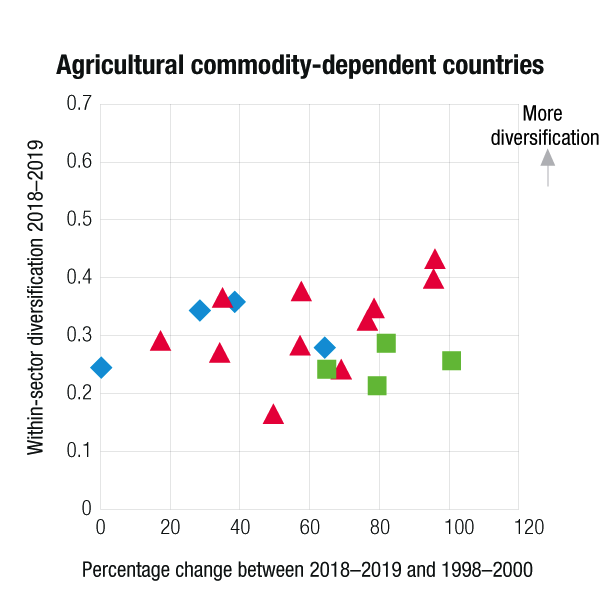 Agricultural commodity-dependent countries
More
diversification
Within-sector diversification 2018–2019
0.7
0.6
0.5
0.4
0.3
0.2
0.1
0
0 20 40 60 80 100 120
Percentage change between 2018–2019 and 1998–2000